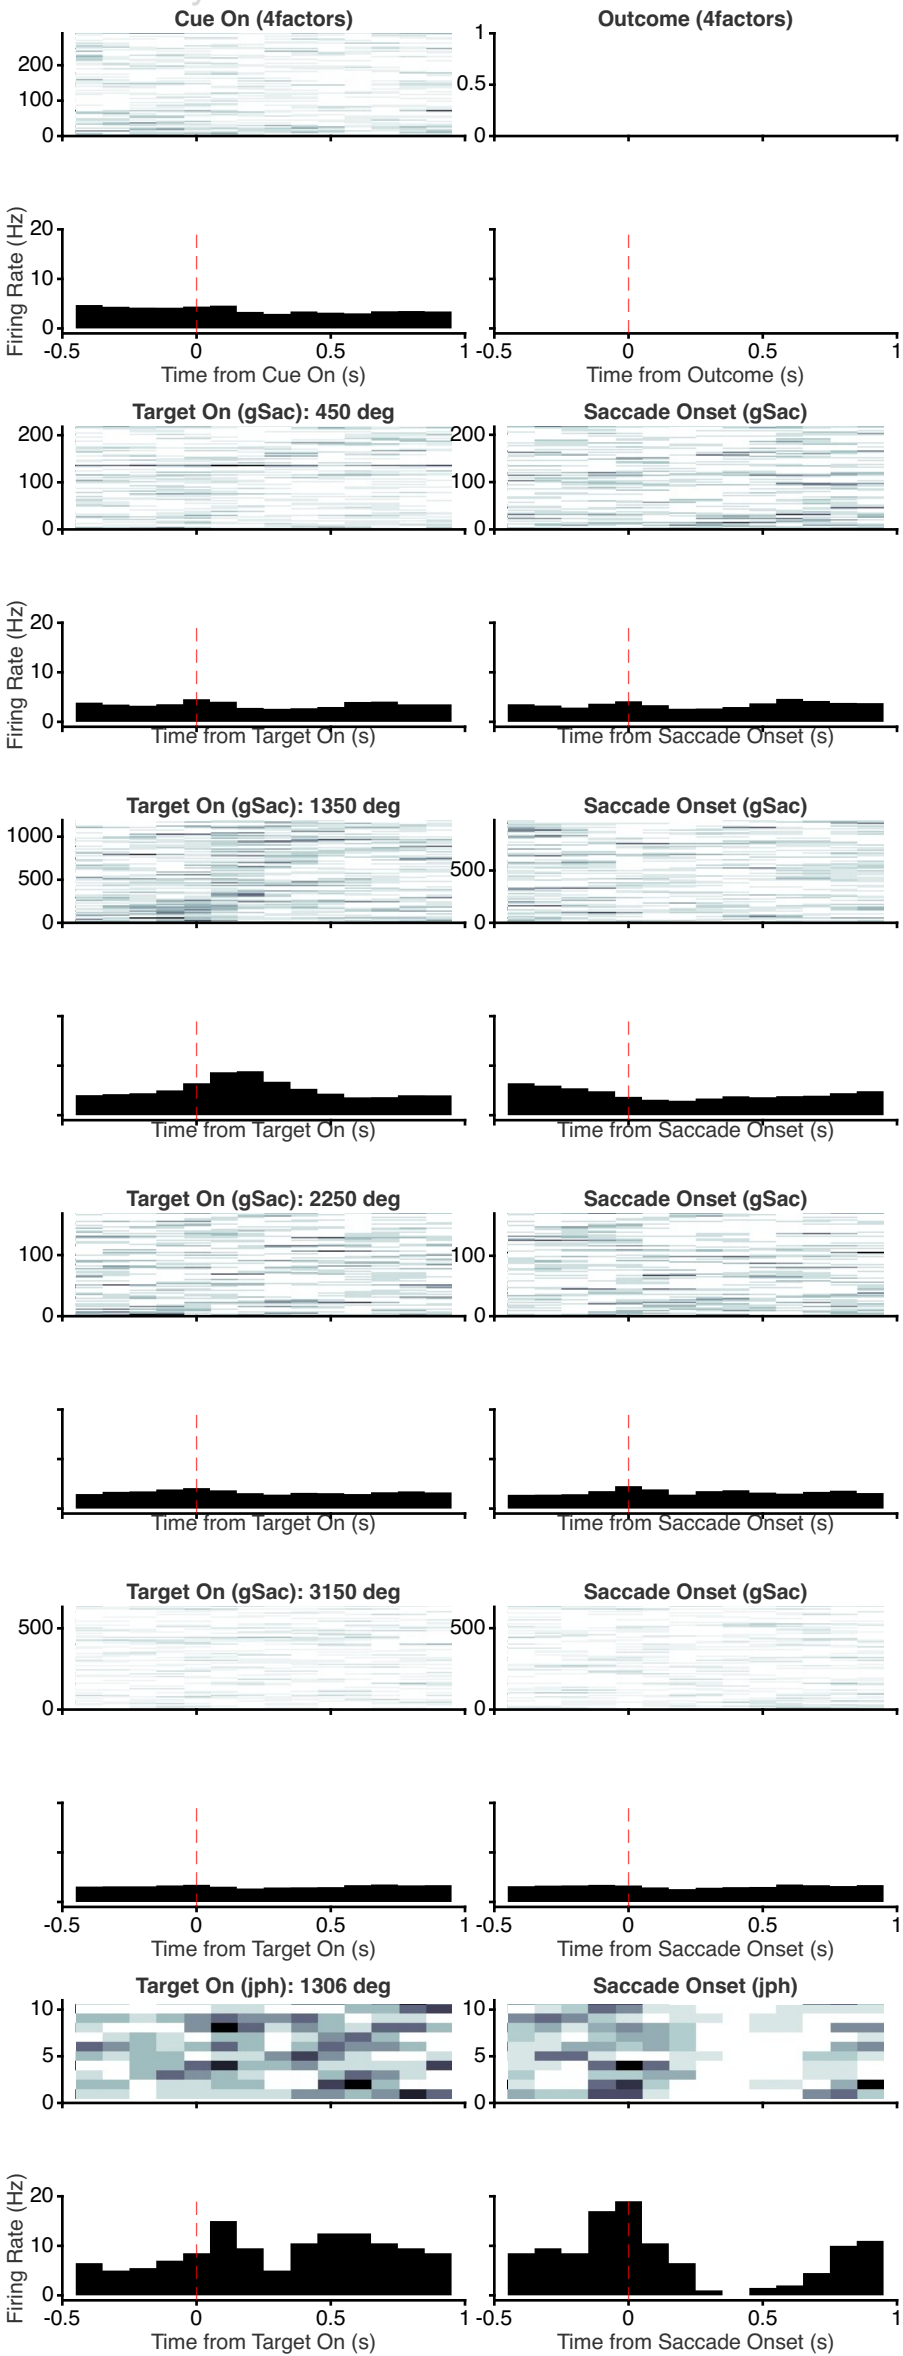 Cue On (4factors) Outcome (4factors)
200
100
0
1
0.5
0
Firing Rate (Hz)
20
10
0
-0.5 0 0.5 1 -0.5 0 0.5 1
Time from Cue On (s) Time from Outcome (s)
Target On (gSac): 450 deg Saccade Onset (gSac)
200
100
0
200
100
0
Firing Rate (Hz)
20
10
0
Time from Target On (s) Time from Saccade Onset (s)
Target On (gSac): 1350 deg Saccade Onset (gSac)
1000
500
0
500
0
Time from Target On (s) Time from Saccade Onset (s)
Target On (gSac): 2250 deg Saccade Onset (gSac)
100
0
100
0
Time from Target On (s) Time from Saccade Onset (s)
Target On (gSac): 3150 deg Saccade Onset (gSac)
500
0
500
0
-0.5 0 0.5 1 -0.5 0 0.5 1
Time from Target On (s) Time from Saccade Onset (s)
Target On (jph): 1306 deg Saccade Onset (jph)
10
5
0
10
5
0
Firing Rate (Hz)
20
10
0
20
10
0
-0.5 0 0.5 1 -0.5 0 0.5 1
Time from Target On (s) Time from Saccade Onset (s)